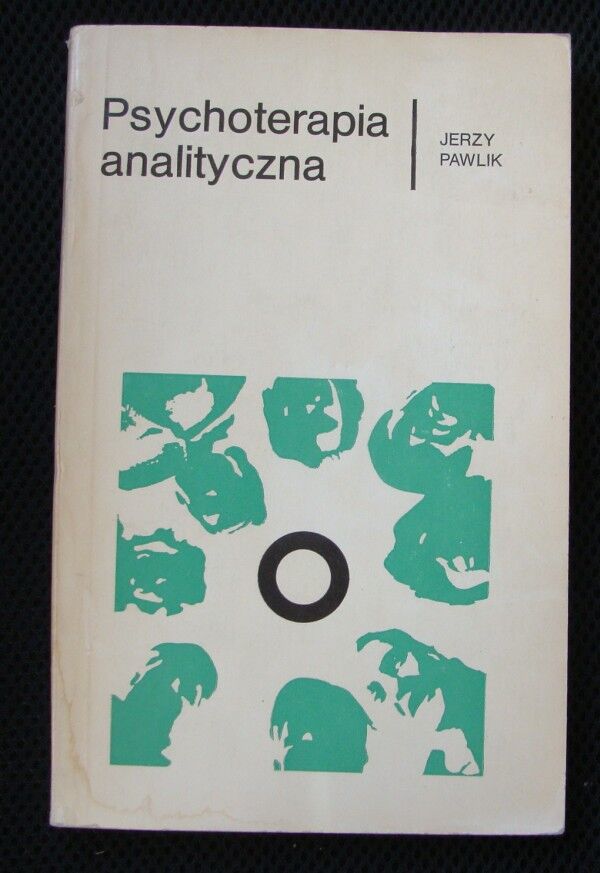 Psychoterapia
analityczna
JERZY
PAWLIK